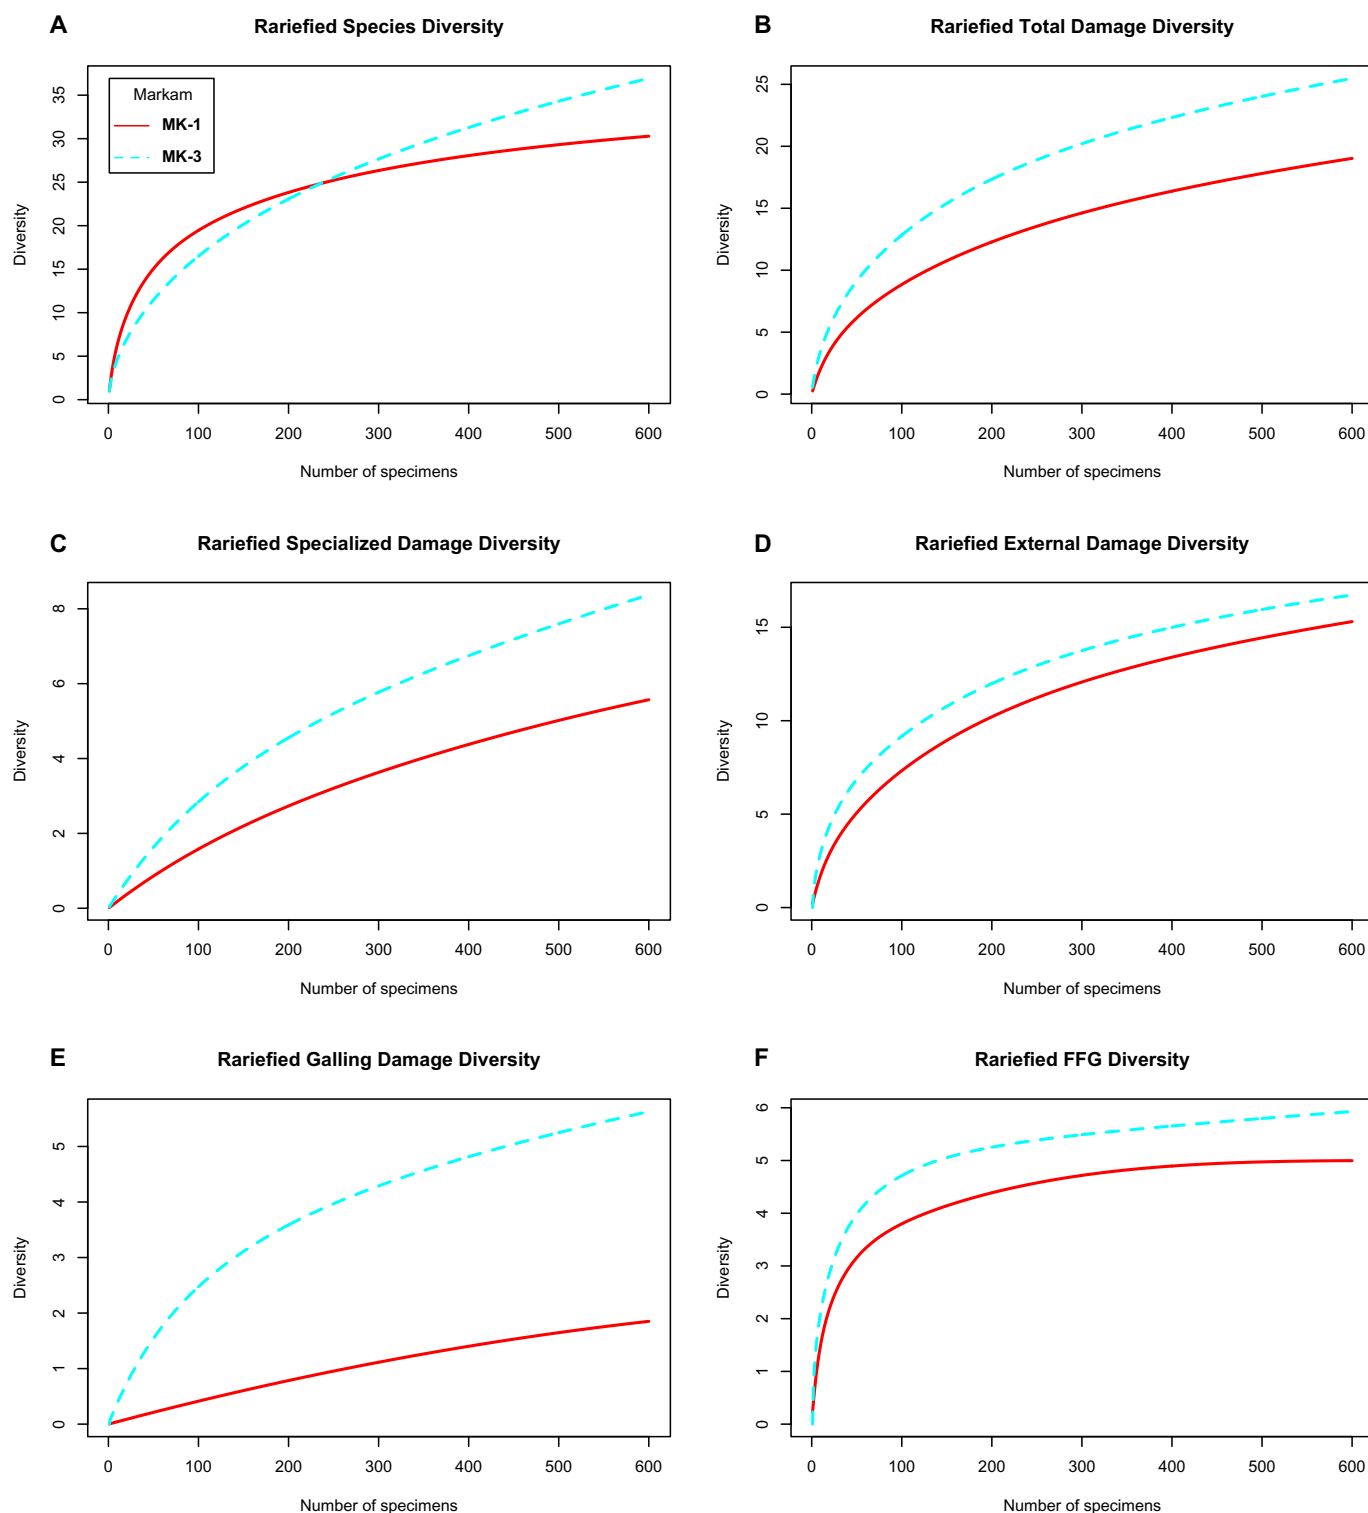 A
Rariefied Species Diversity
Markam
MK-1
MK-3
Diversity
0
5
10
15
20
25
30
35
0 100 200 300 400 500 600
Number of specimens
B
Rariefied Total Damage Diversity
Diversity
0
5
10
15
20
25
0 100 200 300 400 500 600
Number of specimens
C
Rariefied Specialized Damage Diversity
Diversity
0
2
4
6
8
0 100 200 300 400 500 600
Number of specimens
D
Rariefied External Damage Diversity
Diversity
0
5
10
15
0 100 200 300 400 500 600
Number of specimens
E
Rariefied Galling Damage Diversity
Diversity
0
1
2
3
4
5
0 100 200 300 400 500 600
Number of specimens
F
Rariefied FFG Diversity
Diversity
0
1
2
3
4
5
6
0 100 200 300 400 500 600
Number of specimens